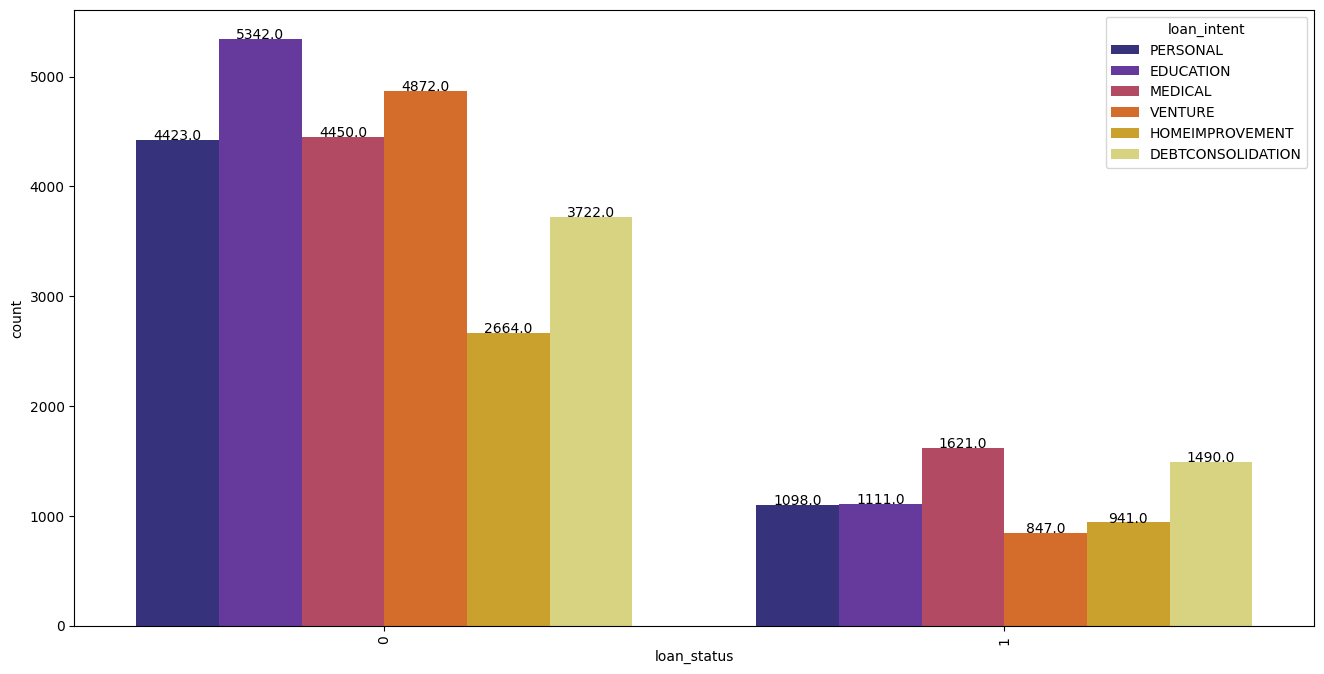 loan_intent
PERSONAL
EDUCATION
MEDICAL
VENTURE
HOMEIMPROVEMENT
DEBTCONSOLIDATION
count
5000
4000
3000
2000
1000
0
4423.0
5342.0
4450.0
4872.0
2664.0
3722.0
1098.0
1111.0
1621.0
847.0
941.0
1490.0
0
1
loan_status